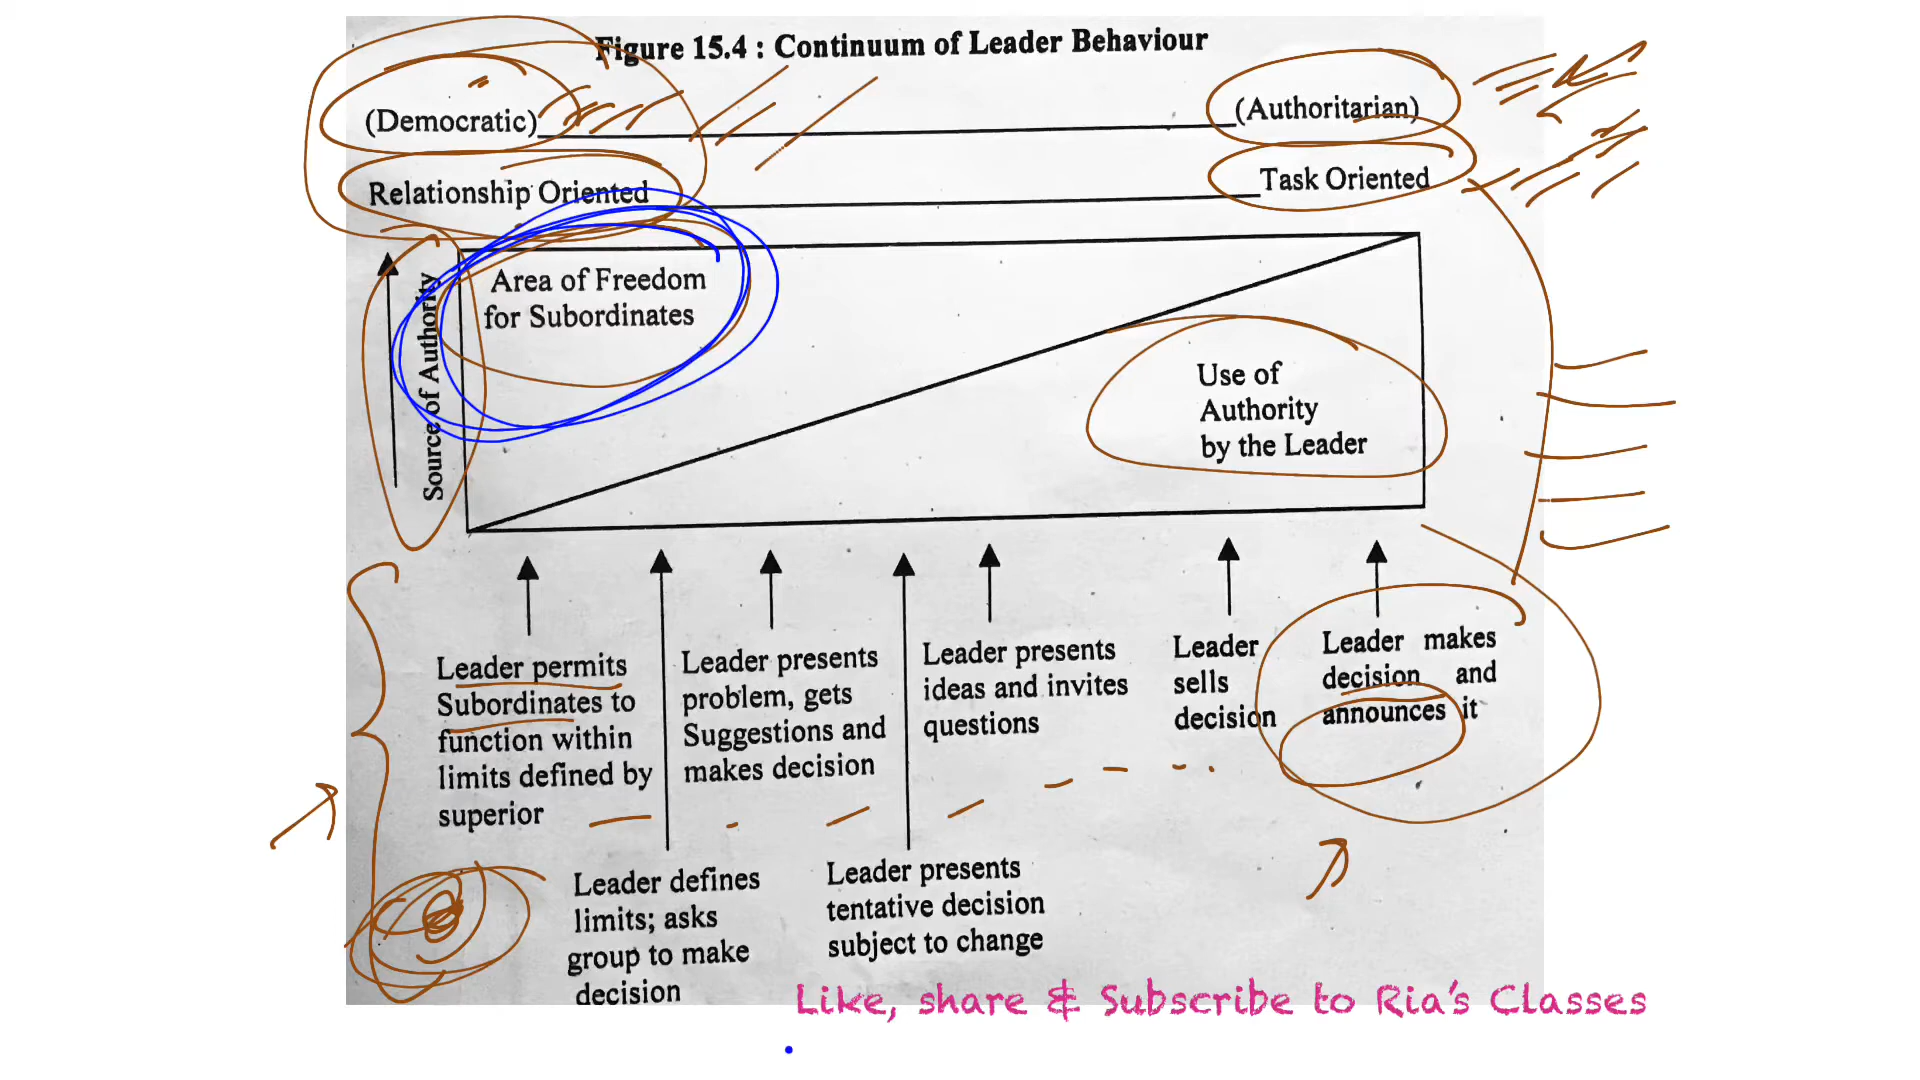 Figure 15.4 : Continuum of Leader Behaviour
(Democratic)
(Authoritarian)
Relationship Oriented
Task Oriented
Source of Authority
Area of Freedom
for Subordinates
Use of
Authority
by the Leader
Leader permits
Subordinates to
function within
limits defined by
superior
Leader defines
limits; asks
group to make
decision
Leader presents
problem, gets
Suggestions and
makes decision
Leader presents
tentative decision
subject to change
Leader presents
ideas and invites
questions
Leader
sells
decision
Leader makes
decision and
announces it
Like, share & Subscribe to Ria's Classes